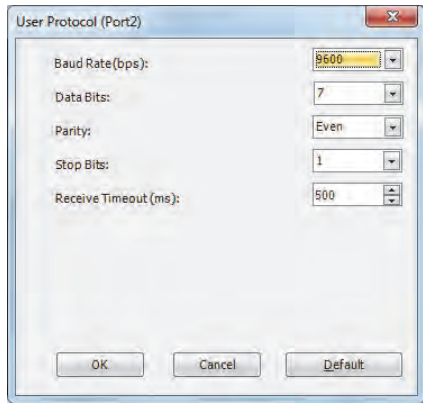 User Protocol (Port2)
Baud Rate(bps): 9600
Data Bits: 7
Parity: Even
Stop Bits: 1
Receive Timeout (ms): 500
OK Cancel Default